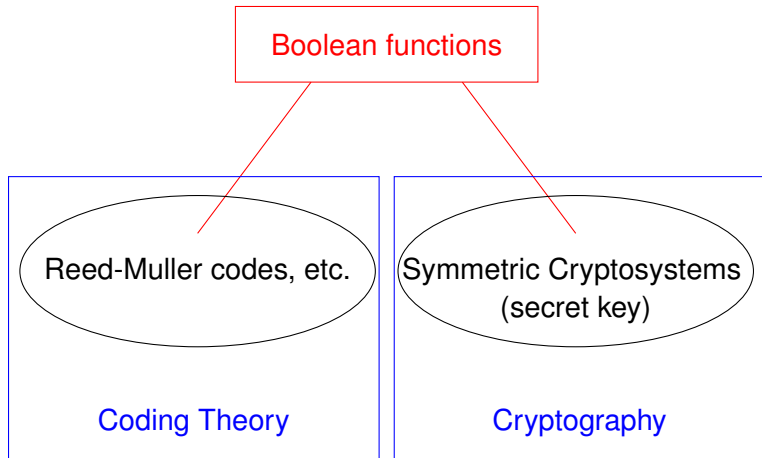 Boolean functions
Reed-Muller codes, etc.
Symmetric Cryptosystems
(secret key)
Coding Theory
Cryptography